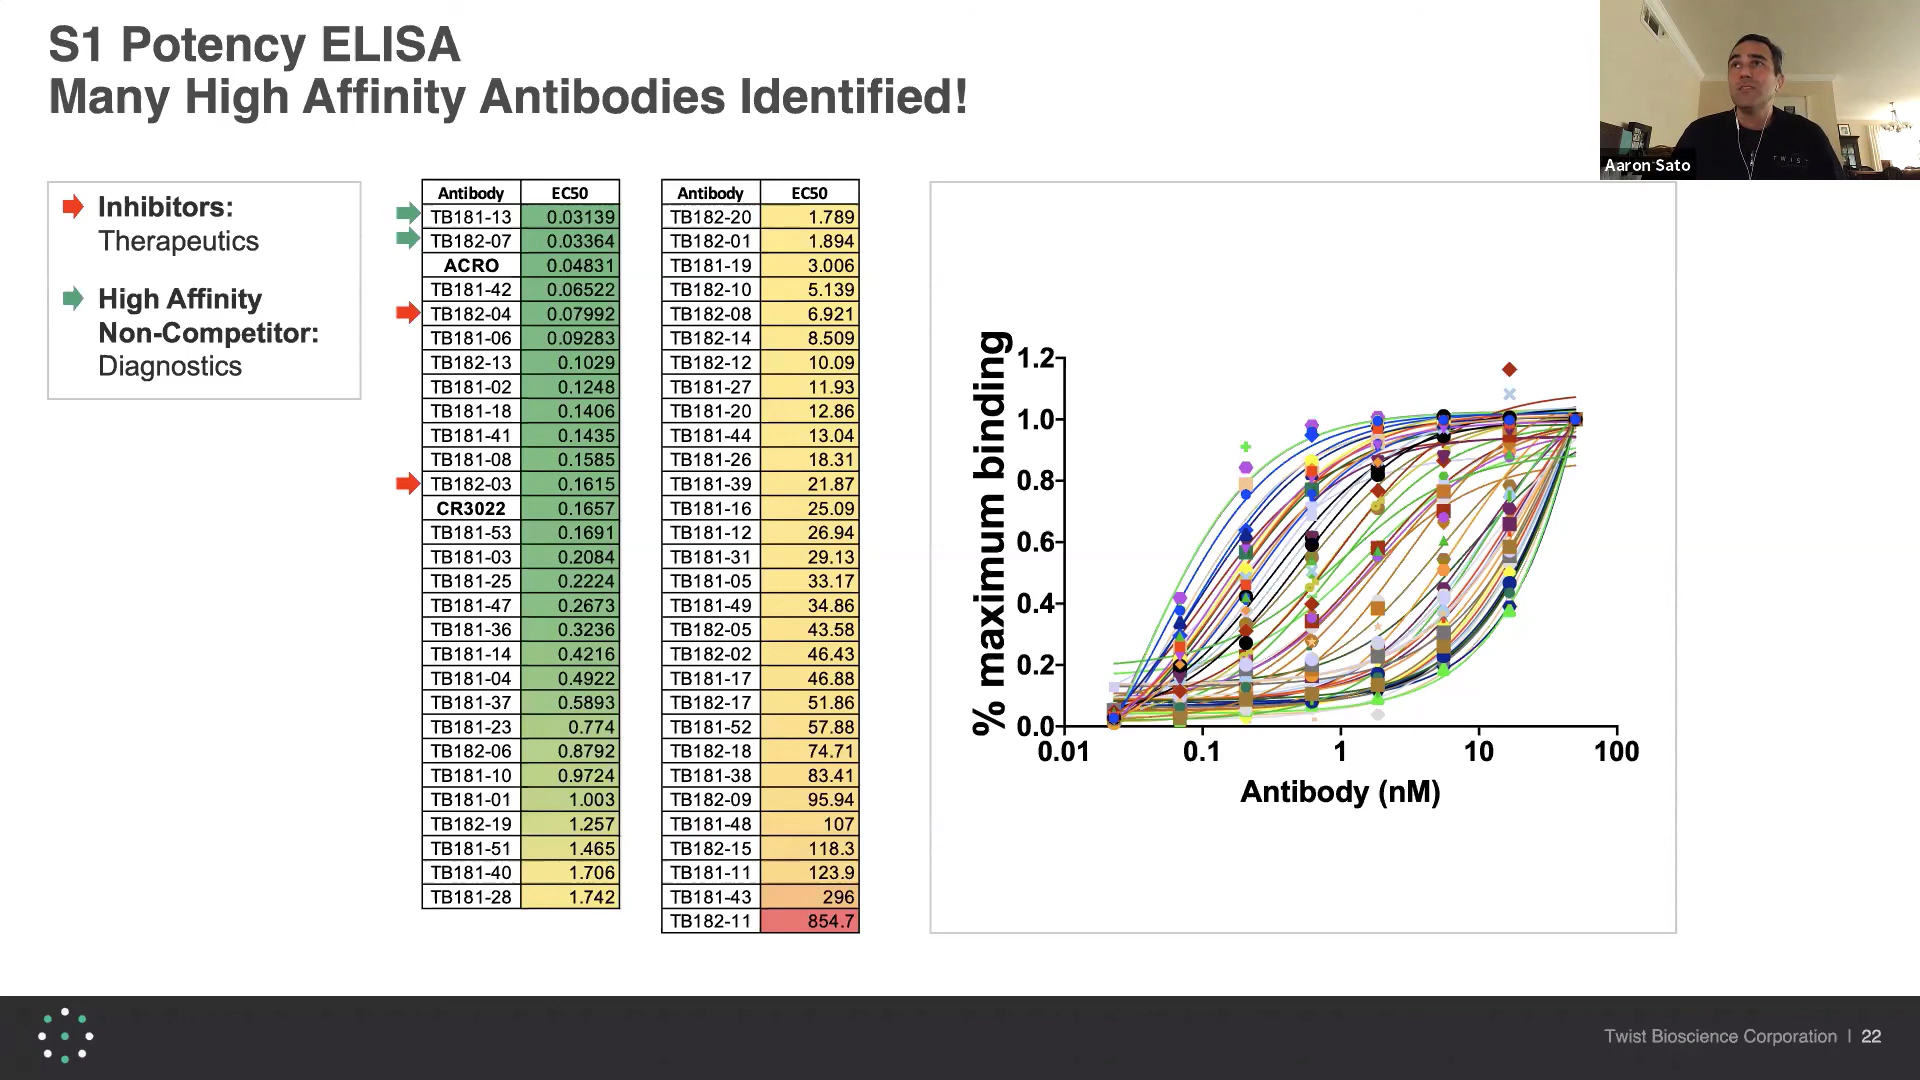 S1 Potency ELISA
Many High Affinity Antibodies Identified!
Aaron Sato
TWIST
Inhibitors:
Therapeutics
High Affinity
Non-Competitor:
Diagnostics
Antibody EC50
TB181-13 0.03139
TB182-07 0.03364
ACRO 0.04831
TB181-42 0.06522
TB182-04 0.07992
TB181-06 0.09283
TB182-13 0.1029
TB181-02 0.1248
TB181-18 0.1406
TB181-41 0.1435
TB181-08 0.1585
TB182-03 0.1615
CR3022 0.1657
TB181-53 0.1691
TB181-03 0.2084
TB181-25 0.2224
TB181-47 0.2673
TB181-36 0.3236
TB181-14 0.4216
TB181-04 0.4922
TB181-37 0.5893
TB181-23 0.774
TB182-06 0.8792
TB181-10 0.9724
TB181-01 1.003
TB182-19 1.257
TB181-51 1.465
TB181-40 1.706
TB181-28 1.742
Antibody EC50
TB182-20 1.789
TB182-01 1.894
TB181-19 3.006
TB182-10 5.139
TB182-08 6.921
TB182-14 8.509
TB182-12 10.09
TB181-27 11.93
TB181-20 12.86
TB181-44 13.04
TB181-26 18.31
TB181-39 21.87
TB181-16 25.09
TB181-12 26.94
TB181-31 29.13
TB181-05 33.17
TB181-49 34.86
TB182-05 43.58
TB182-02 46.43
TB181-17 46.88
TB182-17 51.86
TB181-52 57.88
TB182-18 74.71
TB181-38 83.41
TB182-09 95.94
TB181-48 107
TB182-15 118.3
TB181-11 123.9
TB181-43 296
TB182-11 854.7
% maximum binding
1.2
1.0
0.8
0.6
0.4
0.2
0.0
0.01 0.1 1 10 100
Antibody (nM)
Twist Bioscience Corporation | 22